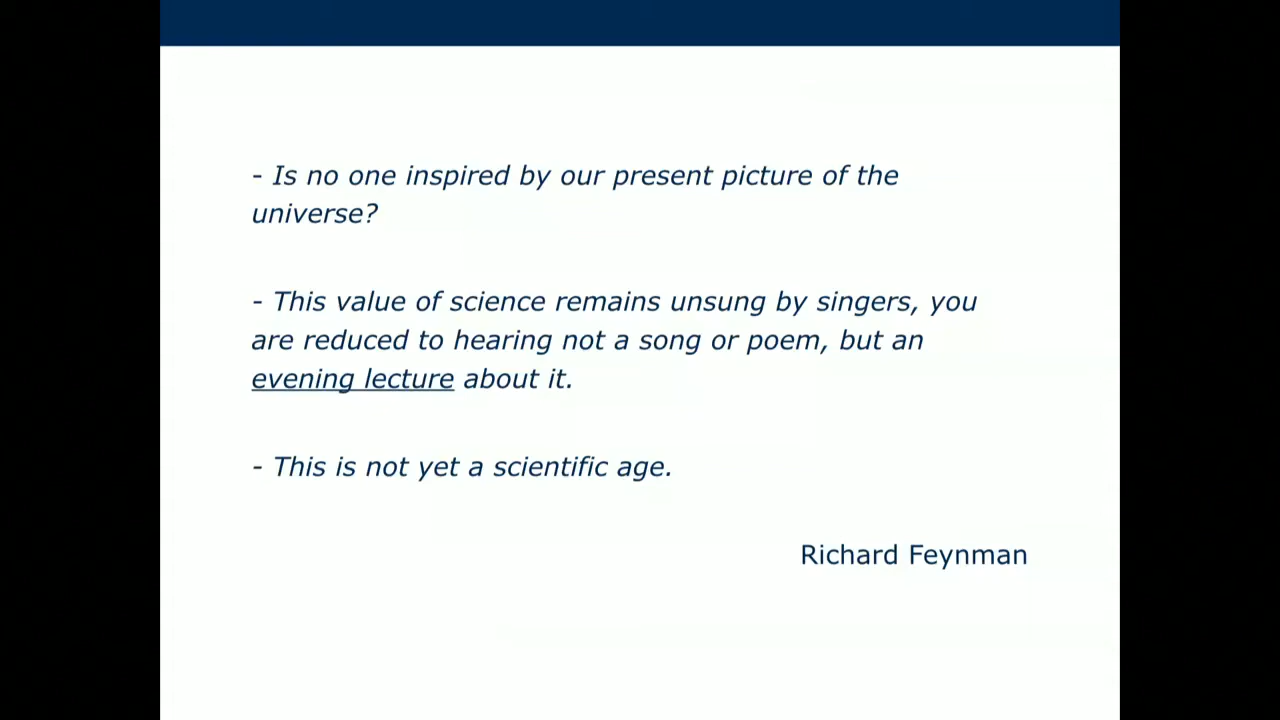 - Is no one inspired by our present picture of the
universe?
- This value of science remains unsung by singers, you
are reduced to hearing not a song or poem, but an
evening lecture about it.
- This is not yet a scientific age.
Richard Feynman